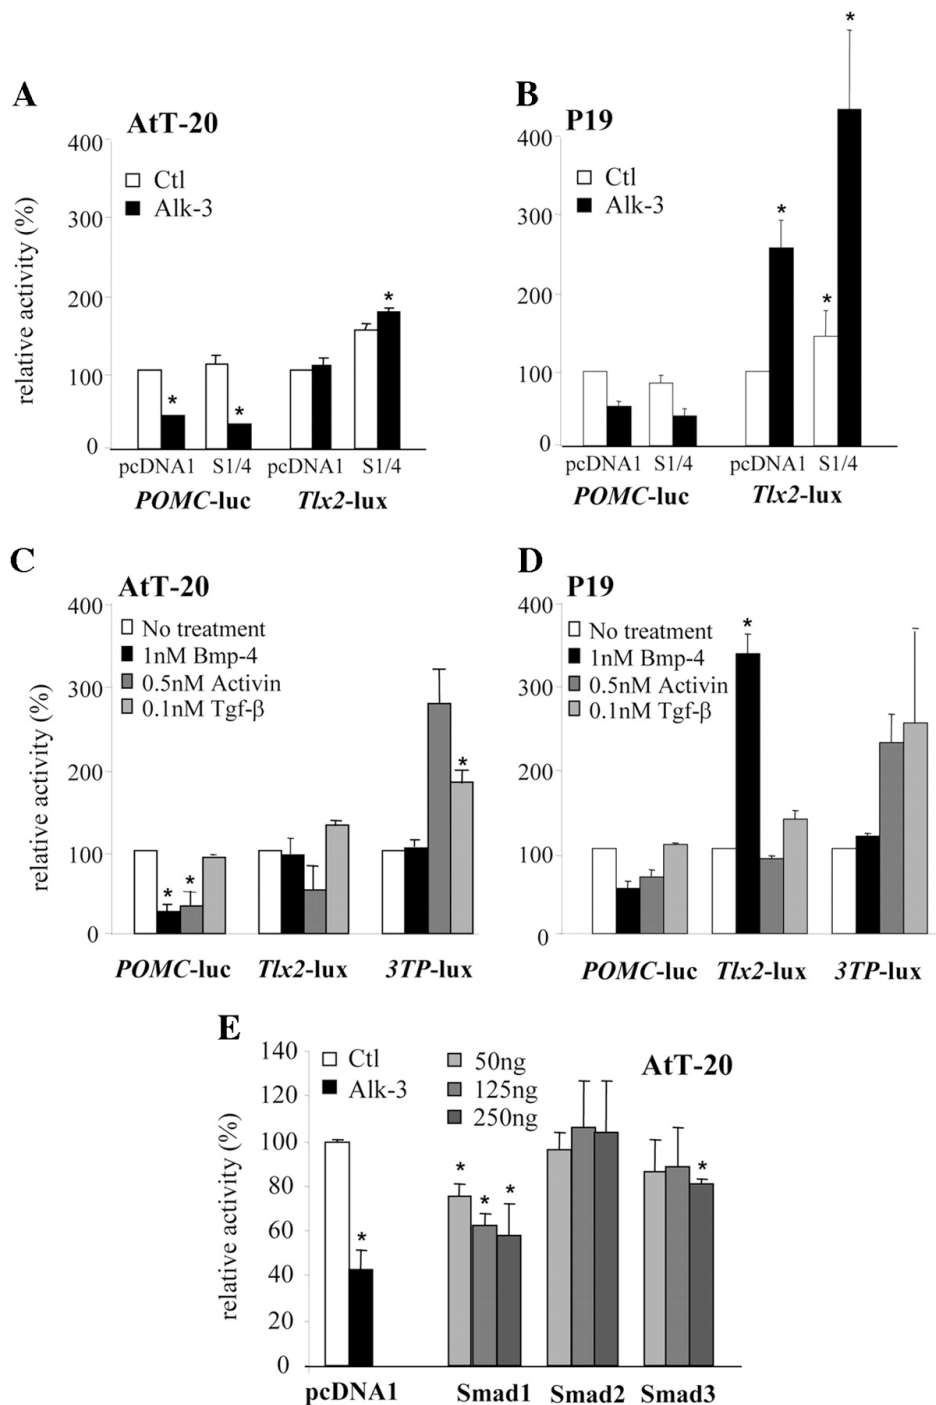 A
AtT-20
400
300
200
100
0
relative activity (%)
Ctl
Alk-3
*
*
*
pcDNA1 S1/4 pcDNA1 S1/4
POMC-luc Tlx2-lux
B
P19
400
300
200
100
0
Ctl
Alk-3
*
*
*
pcDNA1 S1/4 pcDNA1 S1/4
POMC-luc Tlx2-lux
C
AtT-20
400
300
200
100
0
relative activity (%)
No treatment
1nM Bmp-4
0.5nM Activin
0.1nM Tgf-β
* *
*
POMC-luc Tlx2-lux 3TP-lux
D
P19
400
300
200
100
0
No treatment
1nM Bmp-4
0.5nM Activin
0.1nM Tgf-β
*
POMC-luc Tlx2-lux 3TP-lux
E
AtT-20
140
120
100
80
60
40
20
0
relative activity (%)
Ctl
Alk-3
50ng
125ng
250ng
*
* * *
*
pcDNA1 Smad1 Smad2 Smad3